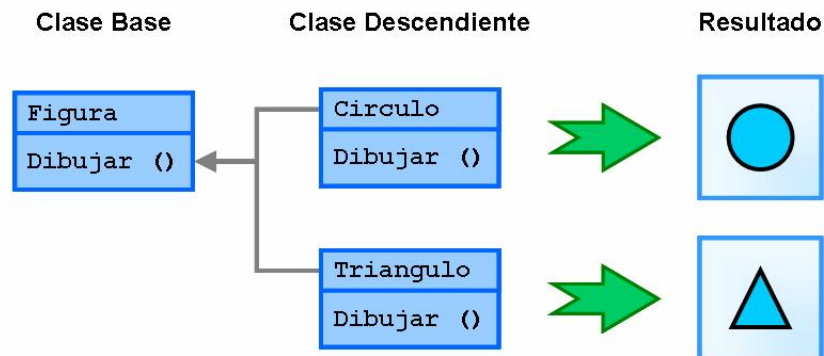 Clase Base
Clase Descendiente
Resultado
Figura
Dibujar ()
Circulo
Dibujar ()
Triangulo
Dibujar ()